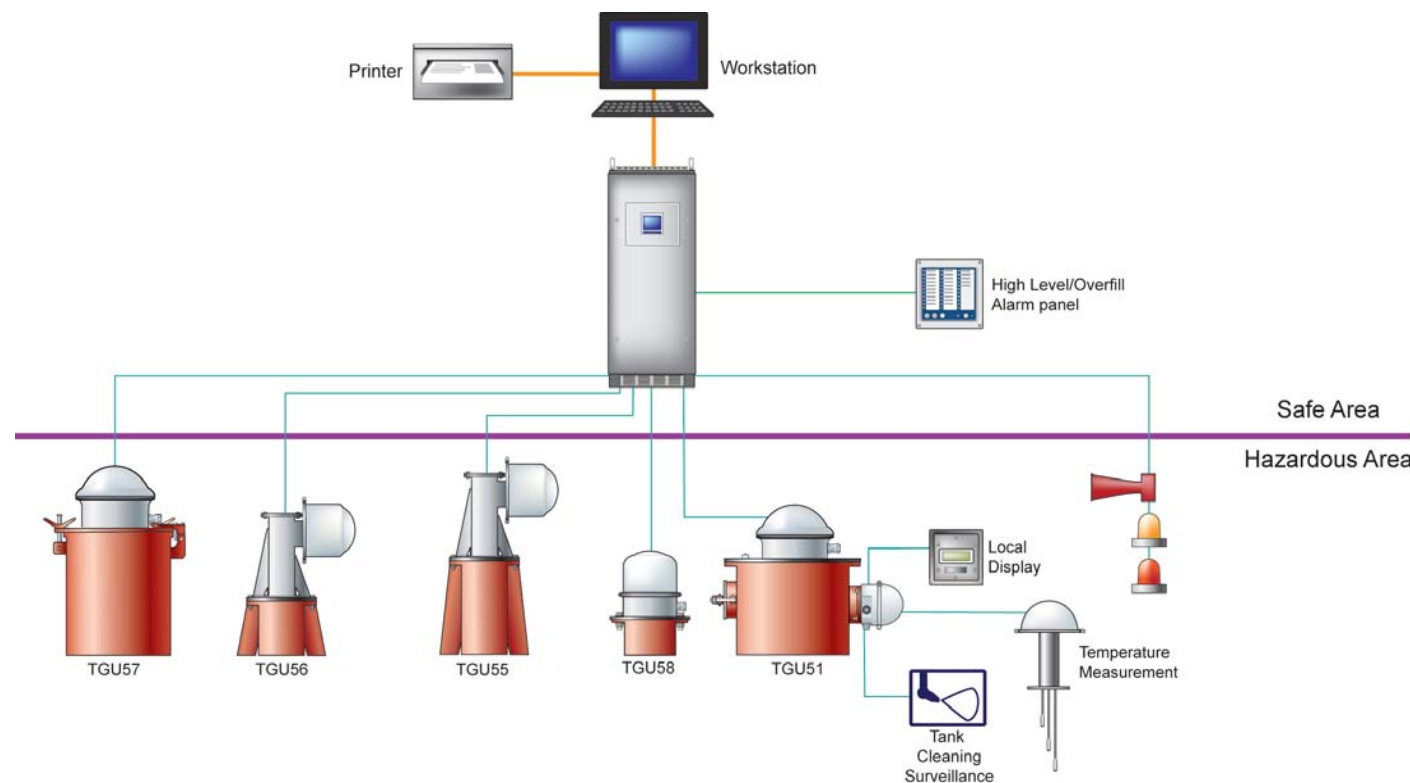 Printer
Workstation
High Level/Overfill
Alarm panel
Safe Area
Hazardous Area
TGU57
TGU56
TGU55
TGU58
TGU51
Local
Display
Temperature
Measurement
Tank
Cleaning
Surveillance